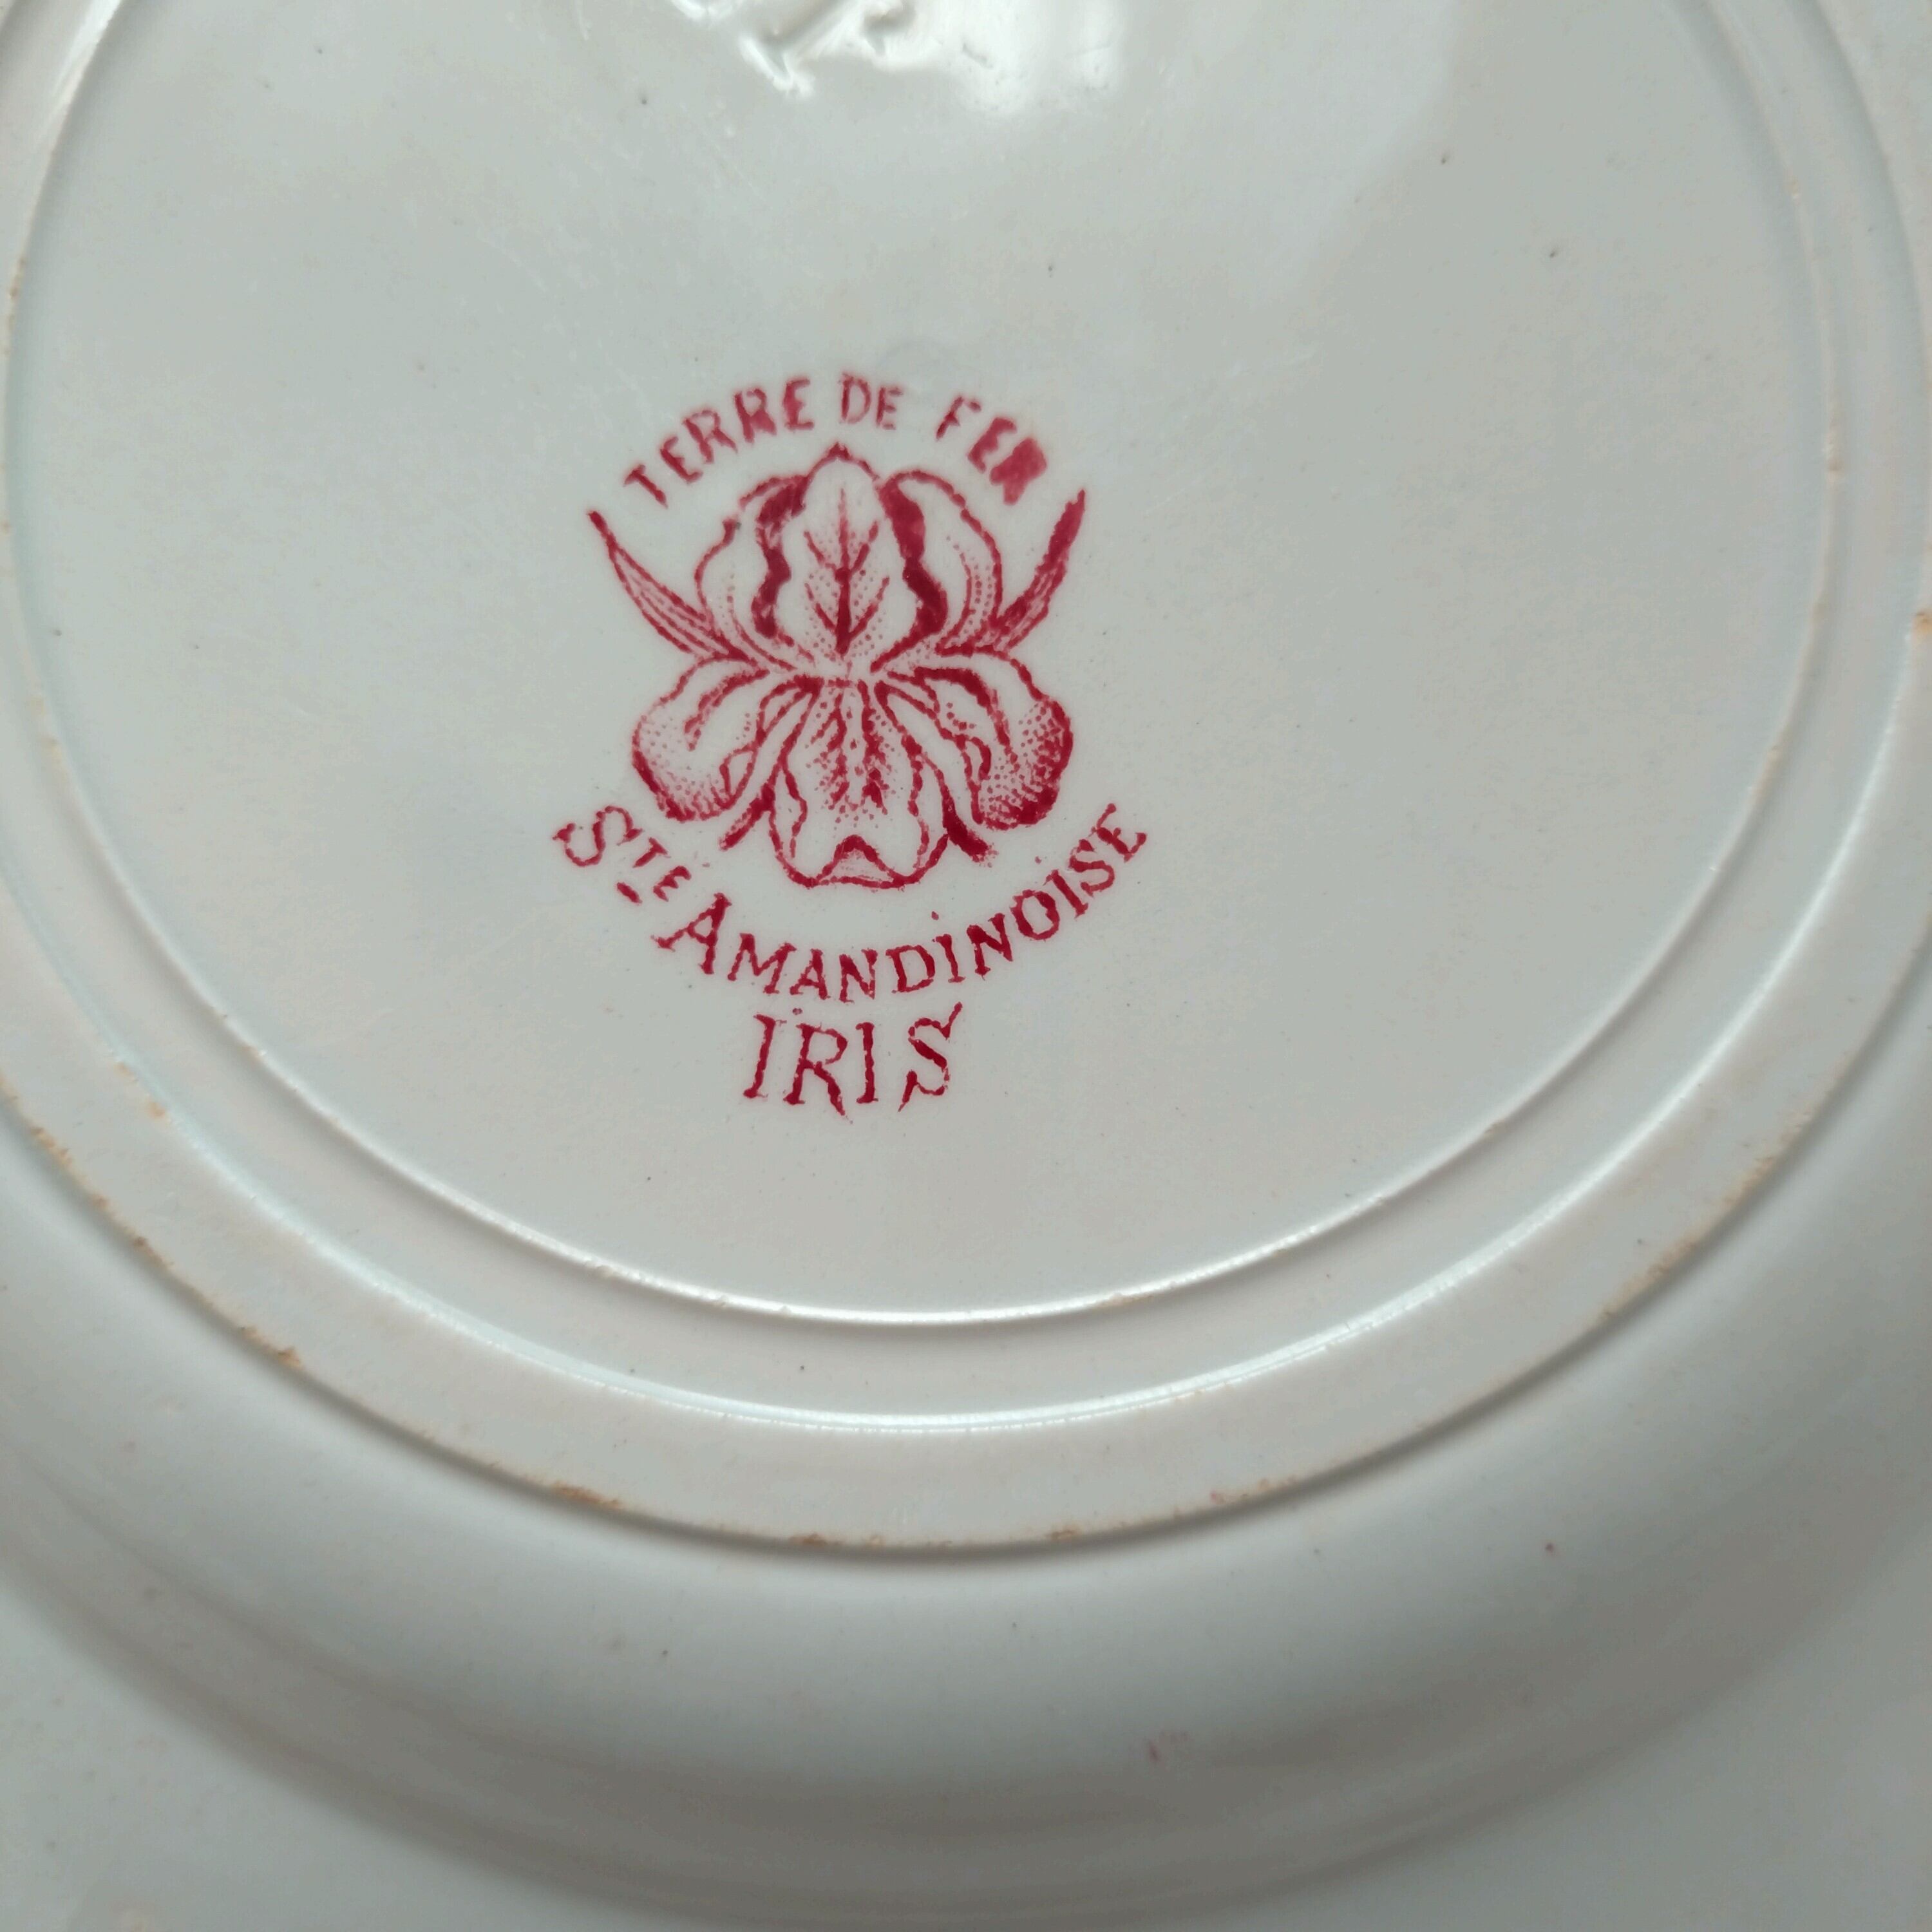 TERRE DE FER
STE AMANDINOISE
IRIS